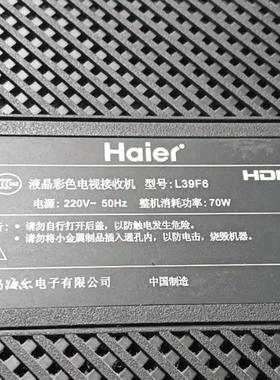 Haier
HD
液晶彩色电视接收机 型号:L39F6
电源:220V~ 50Hz 整机消耗功率:70W
:请勿自行打开后盖,以防触电发生危险。
:请勿将小金属制品插入通孔内,以防电击,烧毁机器。
电子有限公司 中国制造